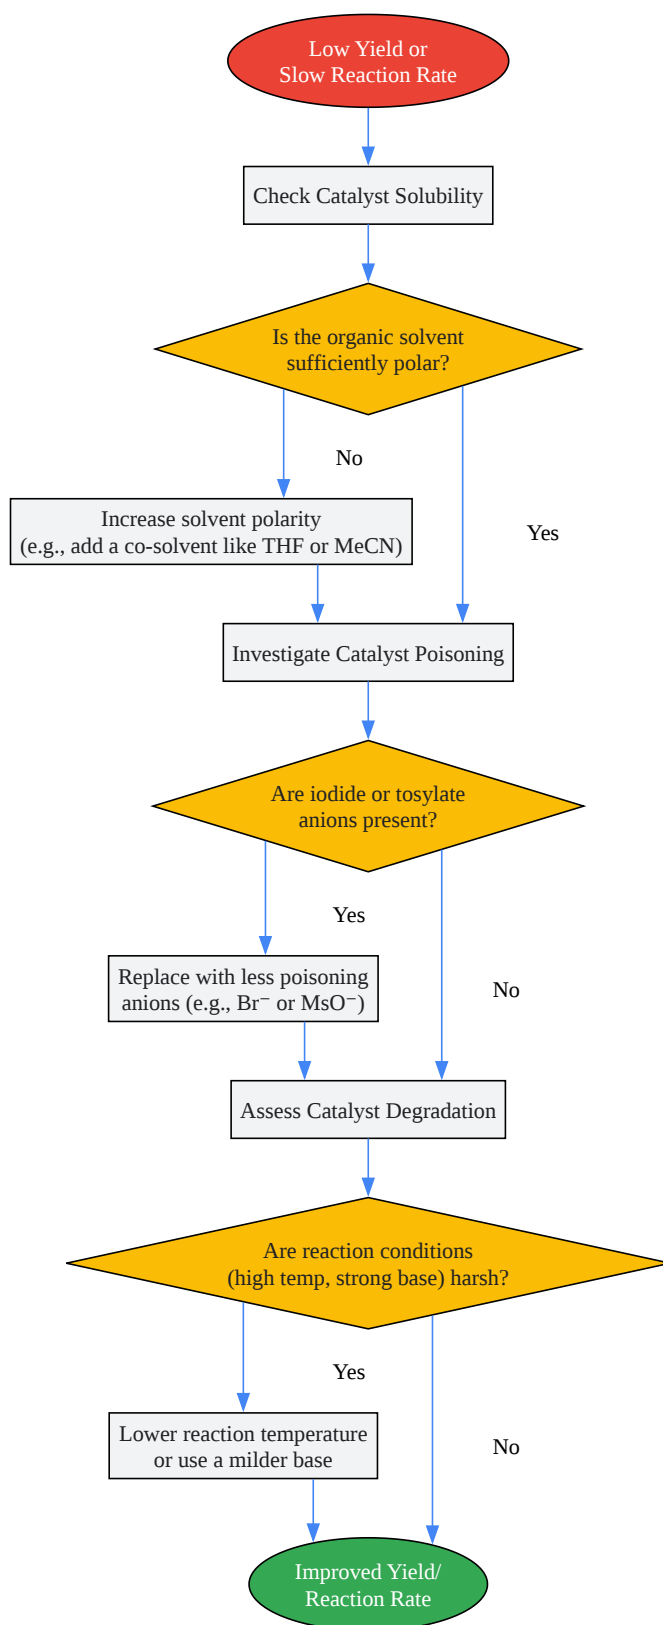 Low Yield or
Slow Reaction Rate
Check Catalyst Solubility
Is the organic solvent
sufficiently polar?
No
Increase solvent polarity
(e.g., add a co-solvent like THF or MeCN)
Yes
Investigate Catalyst Poisoning
Are iodide or tosylate
anions present?
Yes
Replace with less poisoning
anions (e.g., Br⁻ or MsO⁻)
No
Assess Catalyst Degradation
Are reaction conditions
(high temp, strong base) harsh?
Yes
Lower reaction temperature
or use a milder base
No
Improved Yield/
Reaction Rate